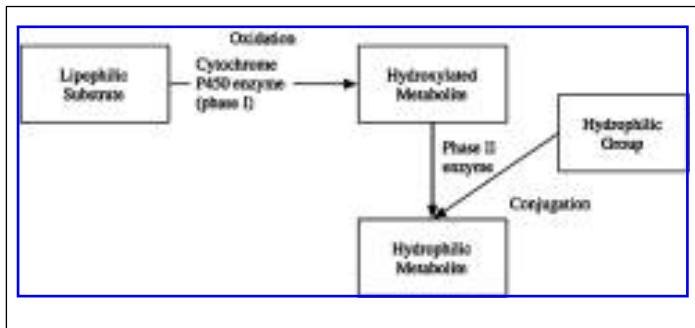 Oxidation
Lipophilic
Substrate
Cytochrome
P450 enzyme
(phase I)
Hydroxylated
Metabolite
Hydrophilic
Group
Phase II
enzyme
Conjugation
Hydrophilic
Metabolite